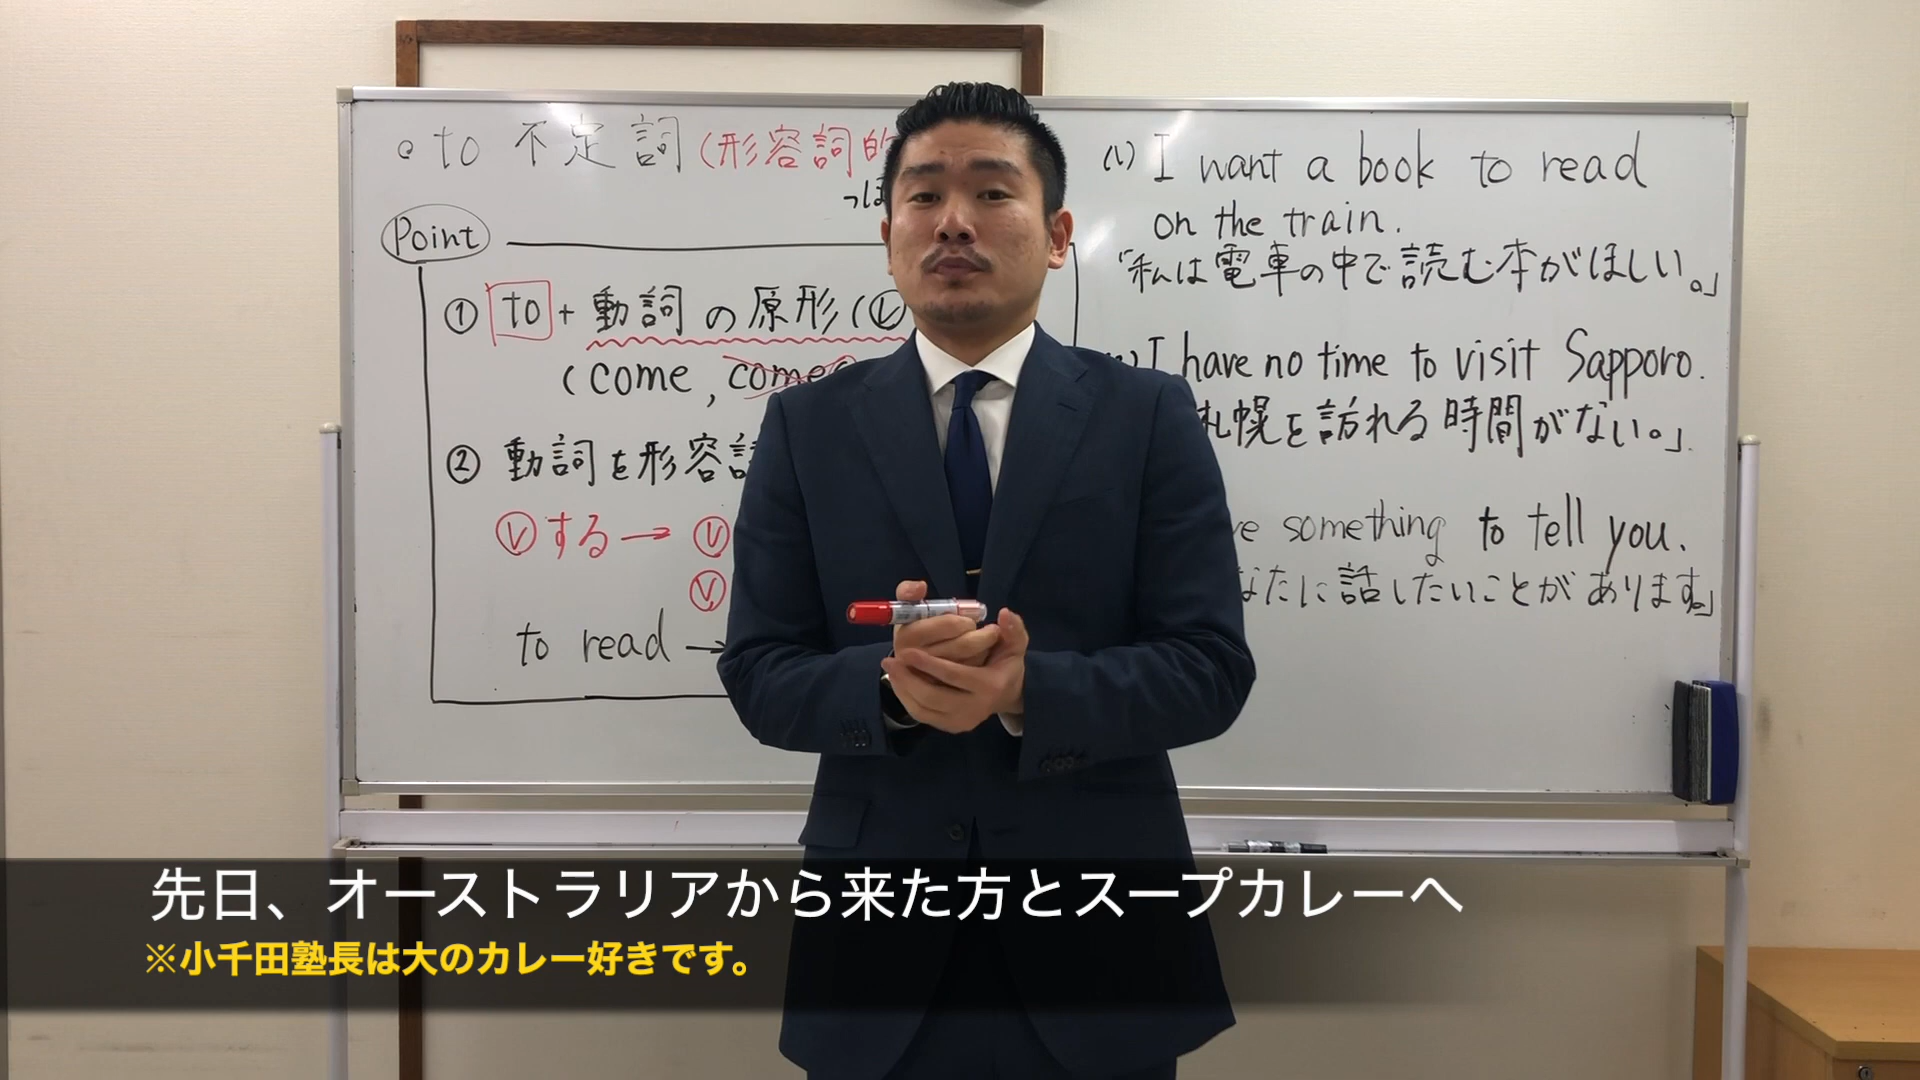 to 不定詞(形容詞的
っぽ
Point
① to + 動詞の原形(V
(come, comes
② 動詞を形容詞
Vする → V
V
to read →
(1) I want a book to read
on the train.
「私は電車の中で読む本がほしい。」
I have no time to visit Sapporo.
札幌を訪れる時間がない。」
ve something to tell you.
なたに話したいことがあります。」
先日、オーストラリアから来た方とスープカレーへ
※小千田塾長は大のカレー好きです。